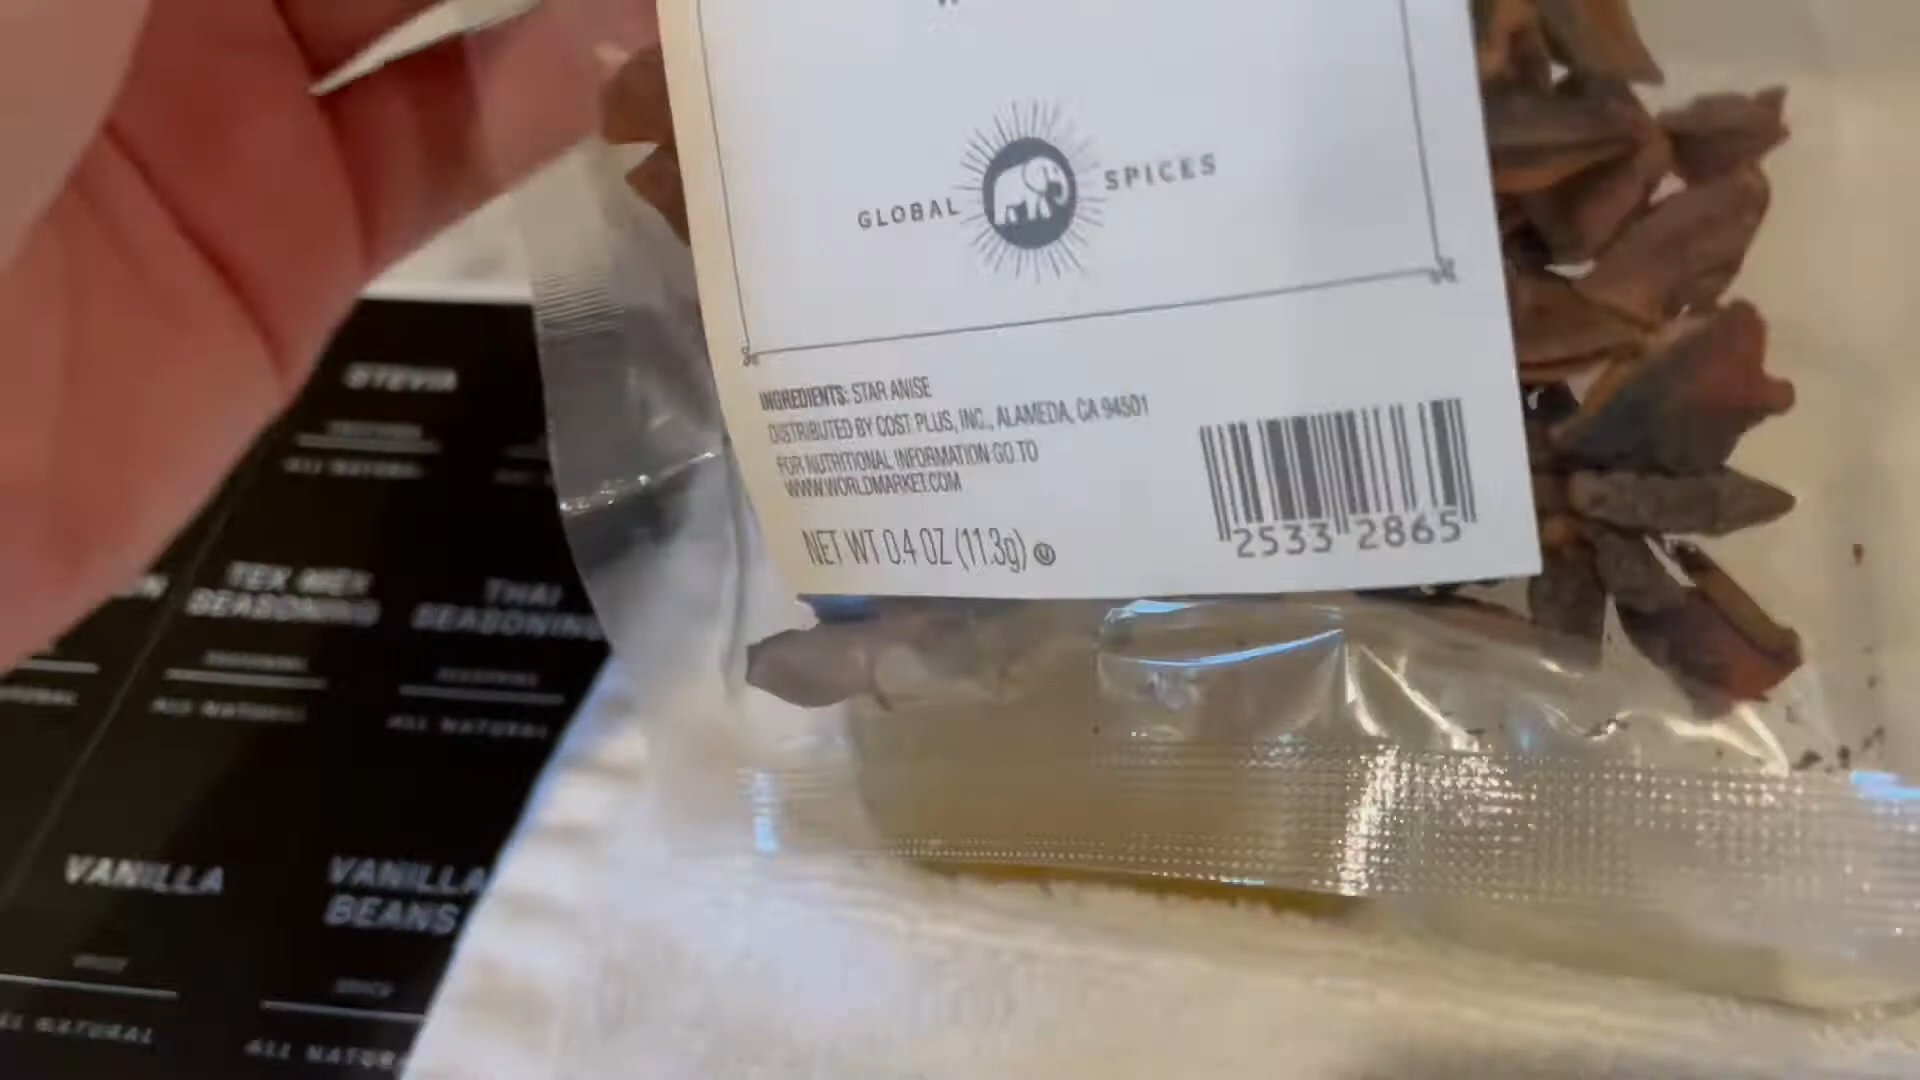 GLOBAL SPICES
INGREDIENTS: STAR ANISE
DISTRIBUTED BY COST PLUS, INC., ALAMEDA, CA 94501
FOR NUTRITIONAL INFORMATION GO TO
WWW.WORLDMARKET.COM
NET WT 0.4 OZ (11.3g) U
2533 2865
STEVIA
ALL NATURAL
TEX MEX
SEASONING
ALL NATURAL
THAI
SEASONING
ALL NATURAL
VANILLA
SPICE
ALL NATURAL
VANILLA
BEANS
SPICE
ALL NATURAL